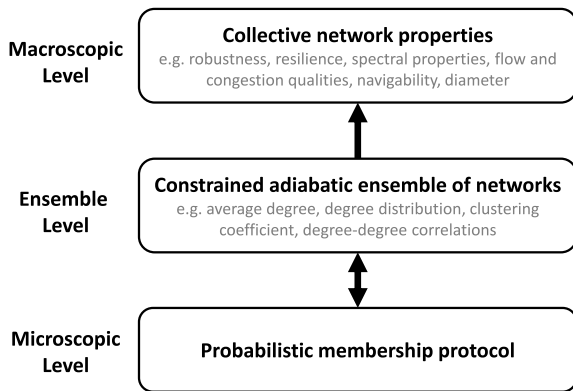 Macroscopic
Level
Collective network properties
e.g. robustness, resilience, spectral properties, flow and
congestion qualities, navigability, diameter
Ensemble
Level
Constrained adiabatic ensemble of networks
e.g. average degree, degree distribution, clustering
coefficient, degree-degree correlations
Microscopic
Level
Probabilistic membership protocol